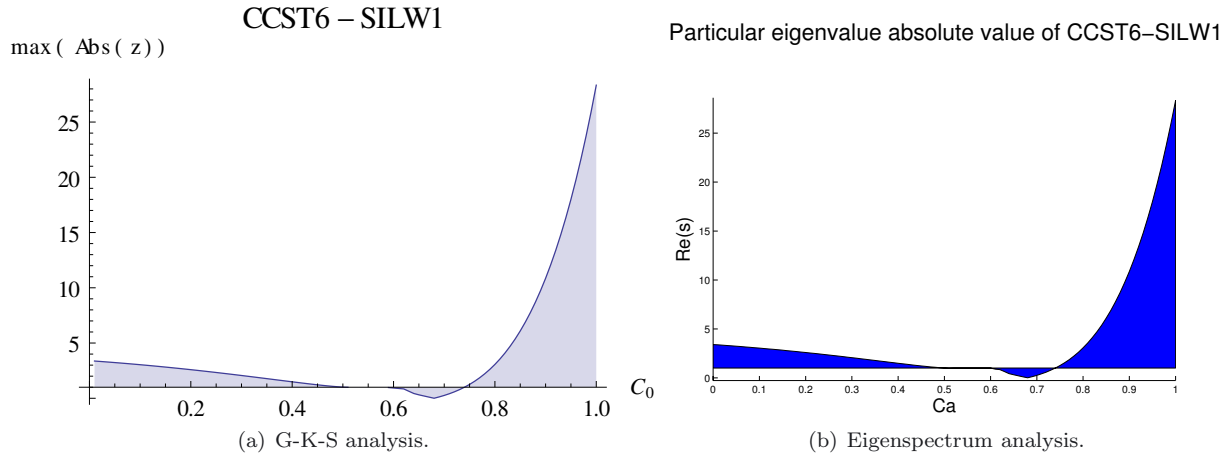 CCST6 – SILW1
max ( Abs ( z ) )
25
20
15
10
5
0.2 0.4 0.6 0.8 1.0
C0
(a) G-K-S analysis.
Particular eigenvalue absolute value of CCST6–SILW1
Re(s)
25
20
15
10
5
0
0 0.1 0.2 0.3 0.4 0.5 0.6 0.7 0.8 0.9 1
Ca
(b) Eigenspectrum analysis.